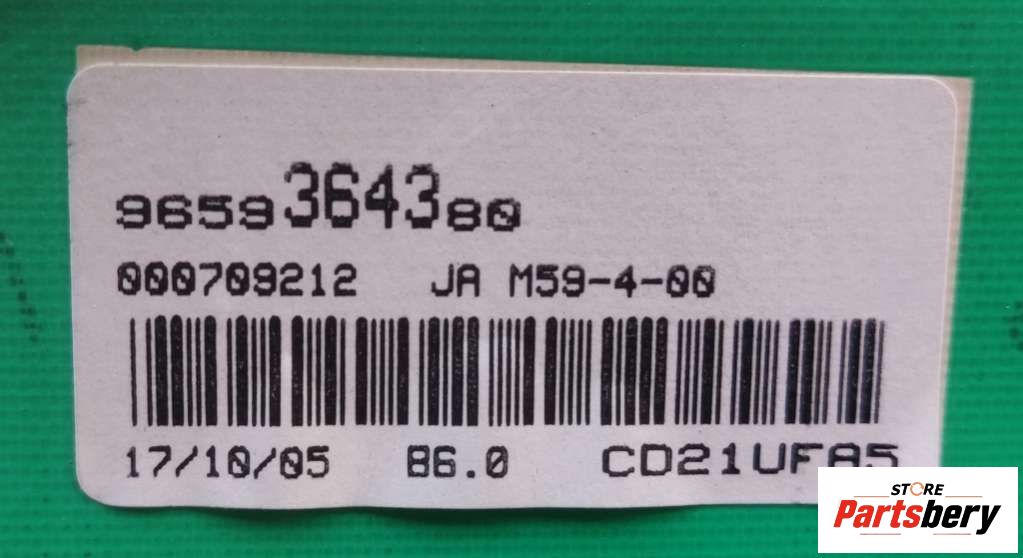 9659364380
000709212 JA M59-4-00
17/10/05 86.0 CD21UFA5
STORE
Partsbery